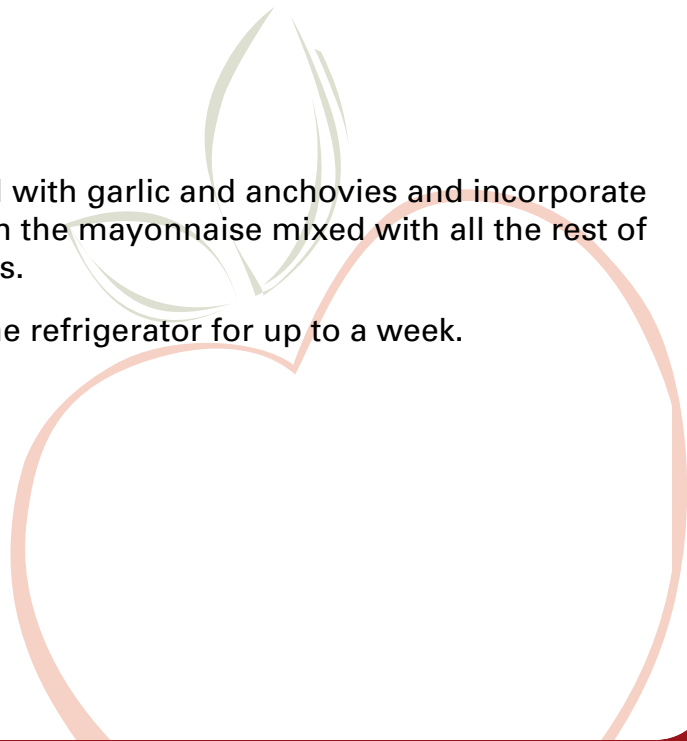 with garlic and anchovies and incorporate
the mayonnaise mixed with all the rest of
refrigerator for up to a week.